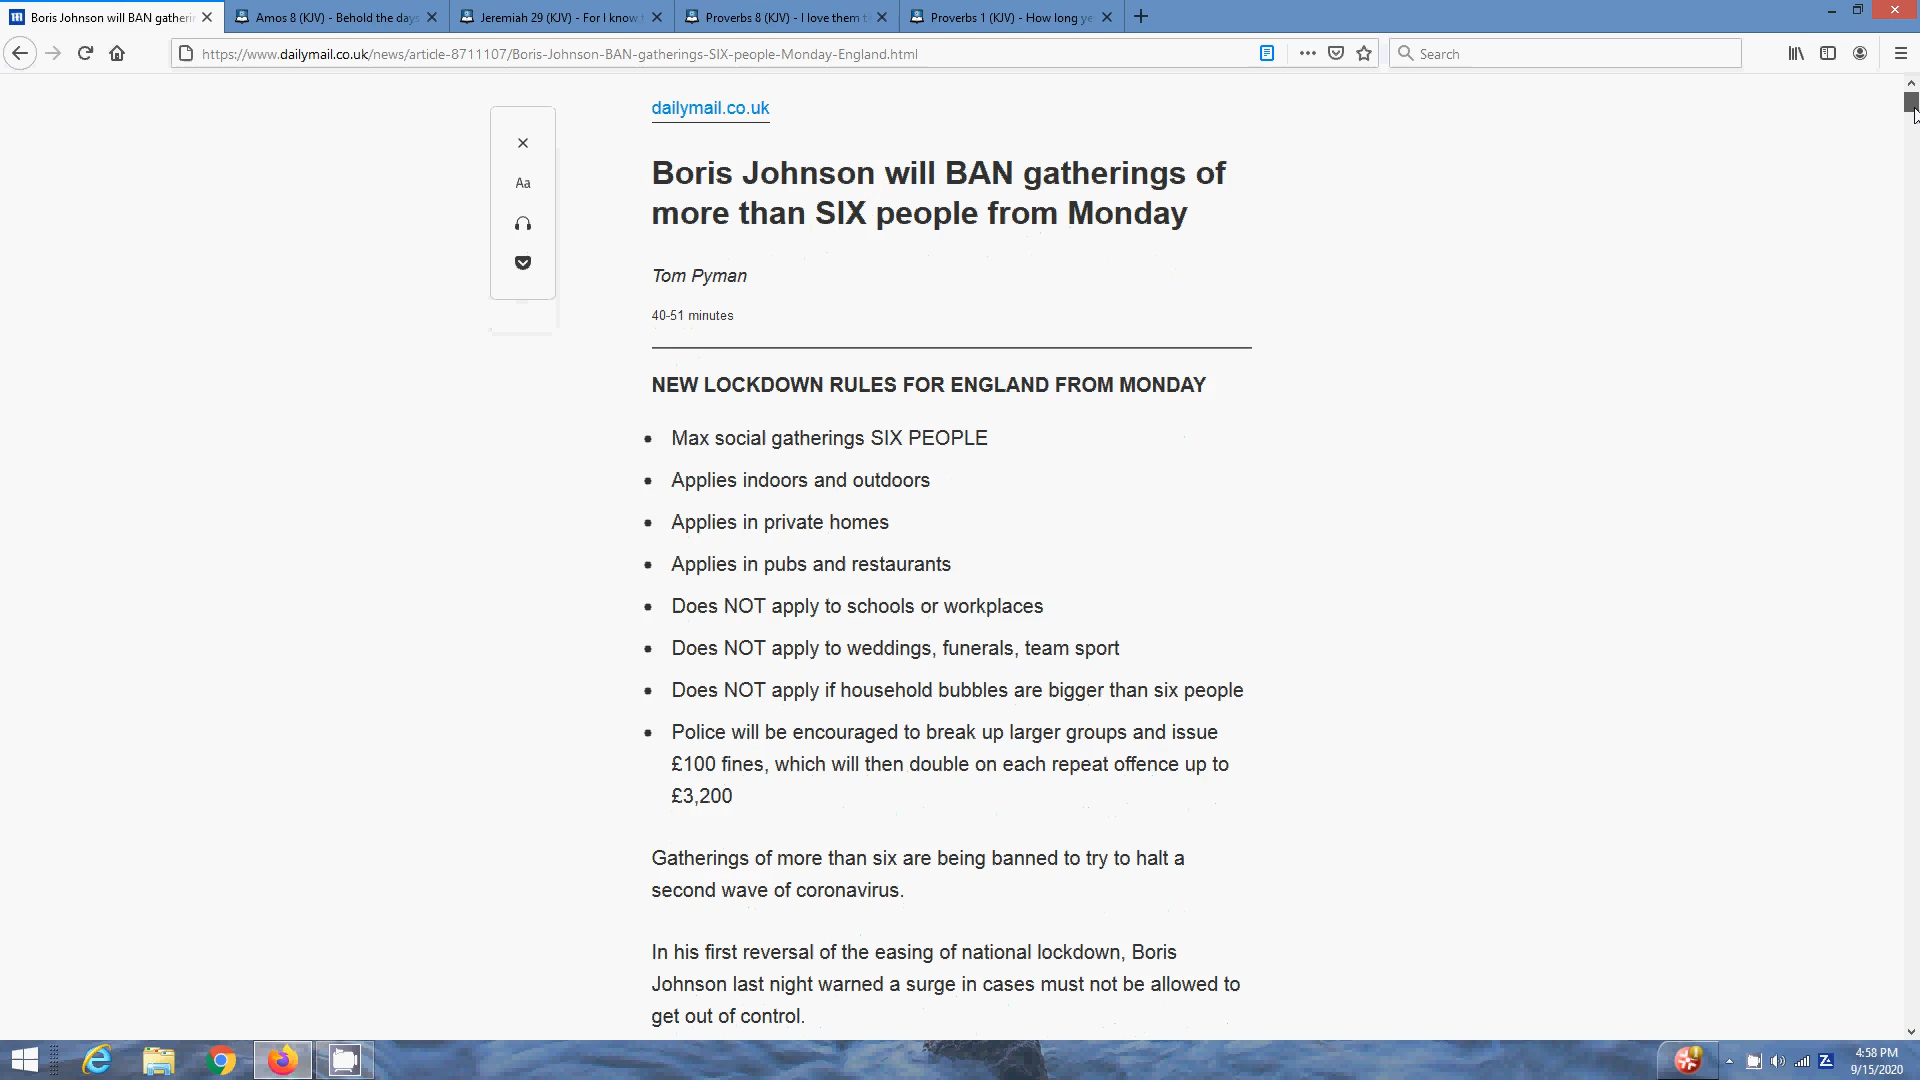 Boris Johnson will BAN gatherin
Amos 8 (KJV) - Behold the days
Jeremiah 29 (KJV) - For I know t
Proverbs 8 (KJV) - I love them t
Proverbs 1 (KJV) - How long ye
https://www.dailymail.co.uk/news/article-8711107/Boris-Johnson-BAN-gatherings-SIX-people-Monday-England.html
Search
dailymail.co.uk
Boris Johnson will BAN gatherings of
more than SIX people from Monday
Tom Pyman
40-51 minutes
Aa
NEW LOCKDOWN RULES FOR ENGLAND FROM MONDAY
Max social gatherings SIX PEOPLE
Applies indoors and outdoors
Applies in private homes
Applies in pubs and restaurants
Does NOT apply to schools or workplaces
Does NOT apply to weddings, funerals, team sport
Does NOT apply if household bubbles are bigger than six people
Police will be encouraged to break up larger groups and issue
£100 fines, which will then double on each repeat offence up to
£3,200
Gatherings of more than six are being banned to try to halt a
second wave of coronavirus.
In his first reversal of the easing of national lockdown, Boris
Johnson last night warned a surge in cases must not be allowed to
get out of control.
4:58 PM
9/15/2020